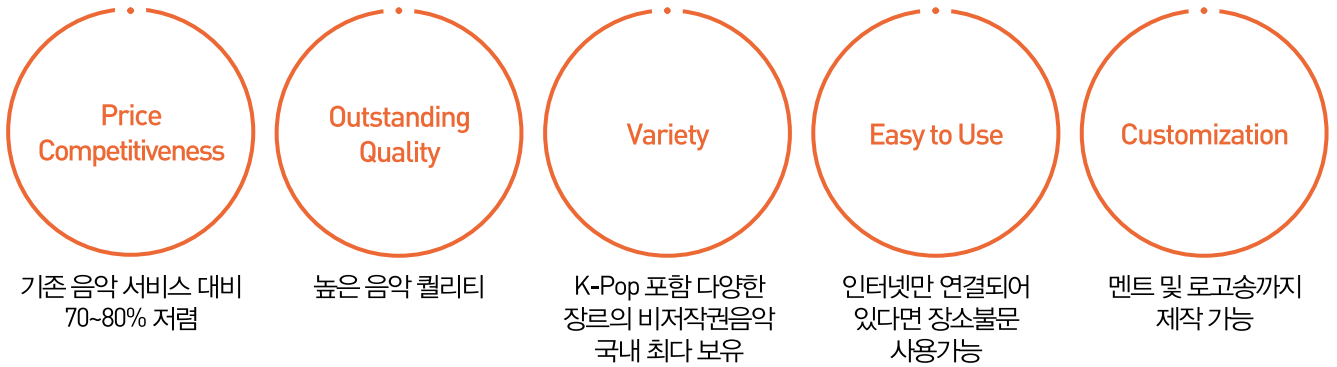 Price
Competitiveness
기존 음악 서비스 대비
70~80% 저렴
Outstanding
Quality
높은 음악 퀄리티
Variety
K-Pop 포함 다양한
장르의 비저작권음악
국내 최다 보유
Easy to Use
인터넷만 연결되어
있다면 장소불문
사용가능
Customization
멘트 및 로고송까지
제작 가능